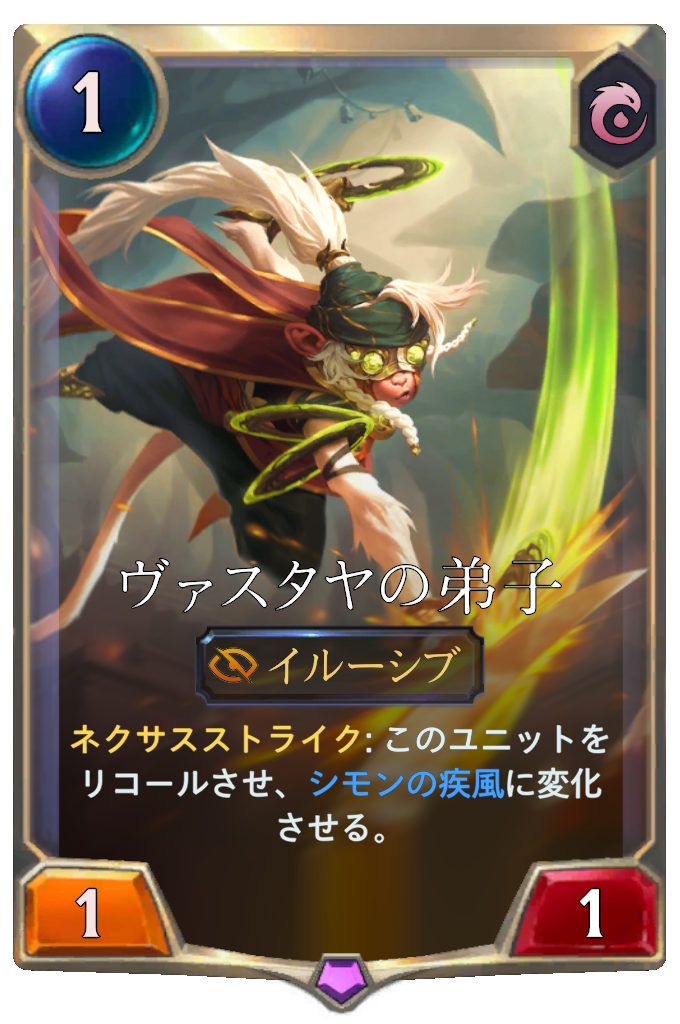 1
ヴァスタヤの弟子
イルーシブ
ネクサスストライク: このユニットを
リコールさせ、シモンの疾風に変化
させる。
1
1